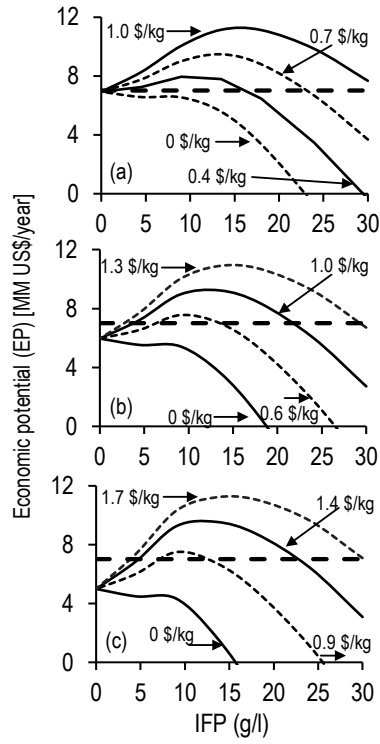 Economic potential (EP) [MM US$/year]
12
1.0 $/kg
0.7 $/kg
8
4
0 $/kg
(a)
0.4 $/kg
0
0 5 10 15 20 25 30
12
1.3 $/kg
1.0 $/kg
8
4
(b)
0 $/kg
0.6 $/kg
0
0 5 10 15 20 25 30
12
1.7 $/kg
1.4 $/kg
8
4
(c)
0 $/kg
0.9 $/kg
0
0 5 10 15 20 25 30
IFP (g/l)